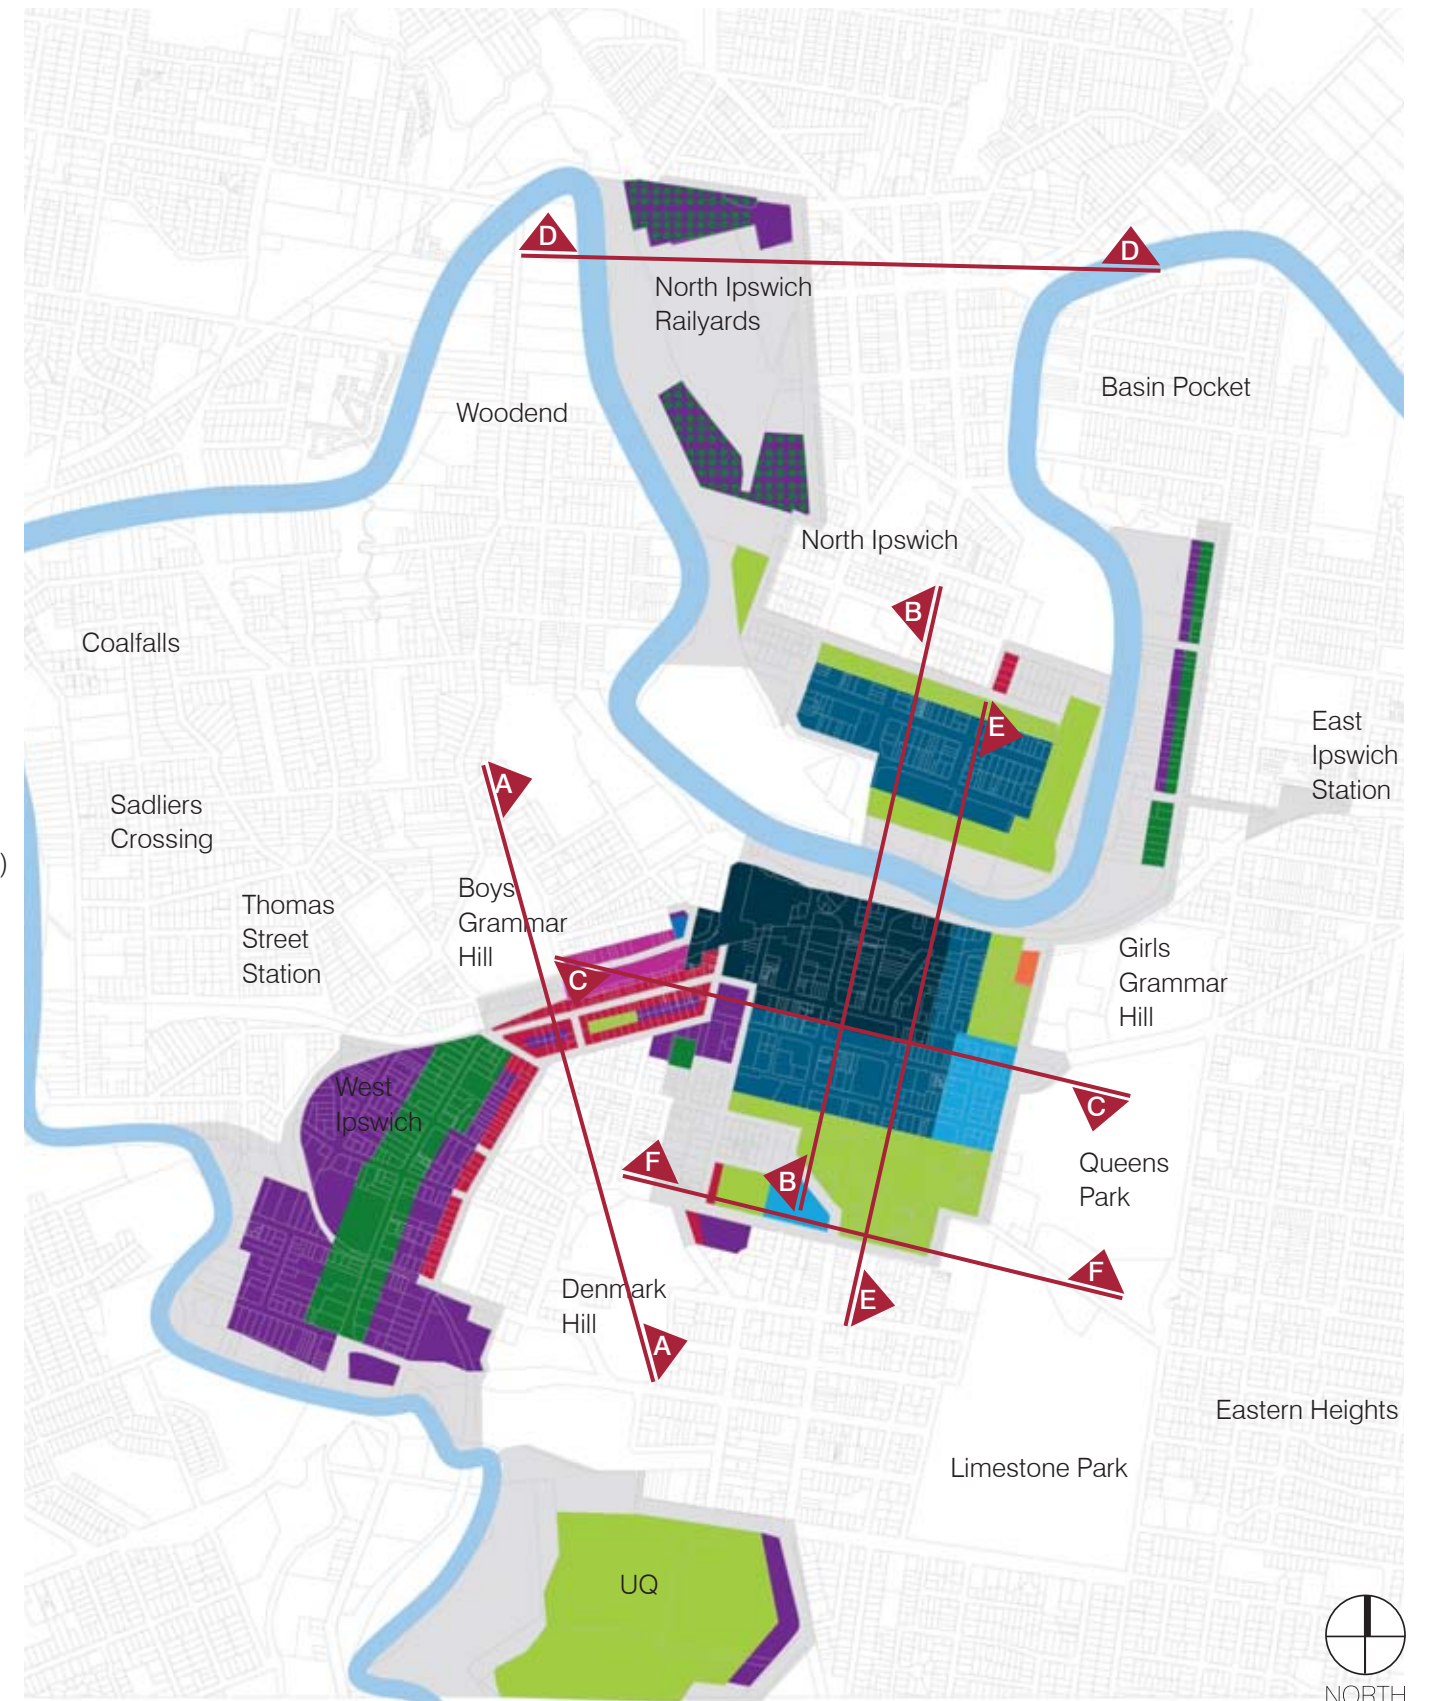 D
D
North Ipswich
Railyards
Basin Pocket
Woodend
North Ipswich
B
Coalfalls
E
East
Ipswich
Station
A
Sadliers
Crossing
)
Boys
Grammar
Hill
Thomas
Street
Station
Girls
Grammar
Hill
C
West
Ipswich
C
F
B
Queens
Park
Denmark
Hill
F
E
A
Eastern Heights
Limestone Park
UQ
NORTH